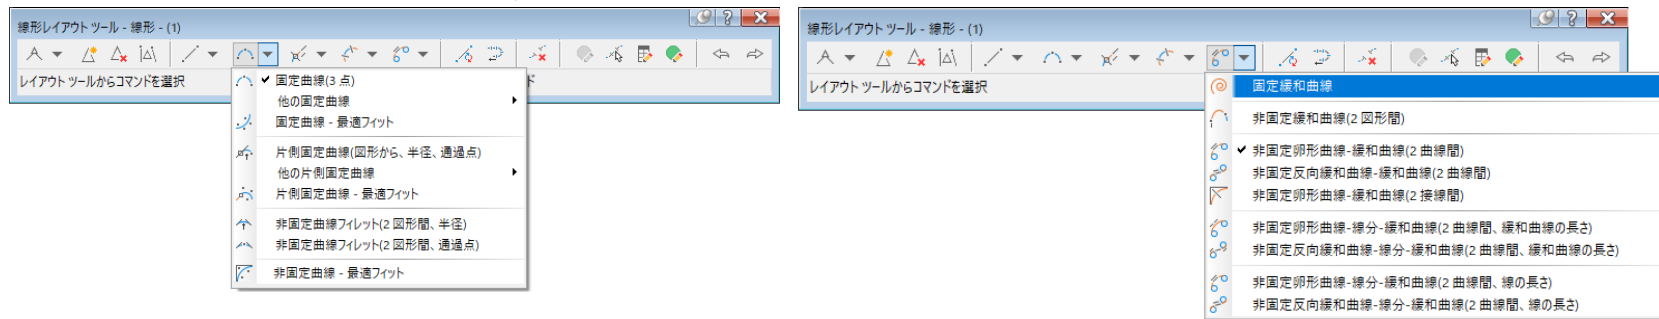 線形レイアウト ツール - 線形 - (1)
レイアウト ツールからコマンドを選択
ド
固定曲線(3 点)
他の固定曲線
固定曲線 - 最適フィット
片側固定曲線(図形から、半径、通過点)
他の片側固定曲線
片側固定曲線 - 最適フィット
非固定曲線フィレット(2 図形間、半径)
非固定曲線フィレット(2 図形間、通過点)
非固定曲線 - 最適フィット
線形レイアウト ツール - 線形 - (1)
レイアウト ツールからコマンドを選択
固定緩和曲線
非固定緩和曲線(2 図形間)
非固定卵形曲線-緩和曲線(2 曲線間)
非固定反向緩和曲線-緩和曲線(2 曲線間)
非固定卵形曲線-緩和曲線(2 接線間)
非固定卵形曲線-線分-緩和曲線(2 曲線間、緩和曲線の長さ)
非固定反向緩和曲線-線分-緩和曲線(2 曲線間、緩和曲線の長さ)
非固定卵形曲線-線分-緩和曲線(2 曲線間、線の長さ)
非固定反向緩和曲線-線分-緩和曲線(2 曲線間、線の長さ)